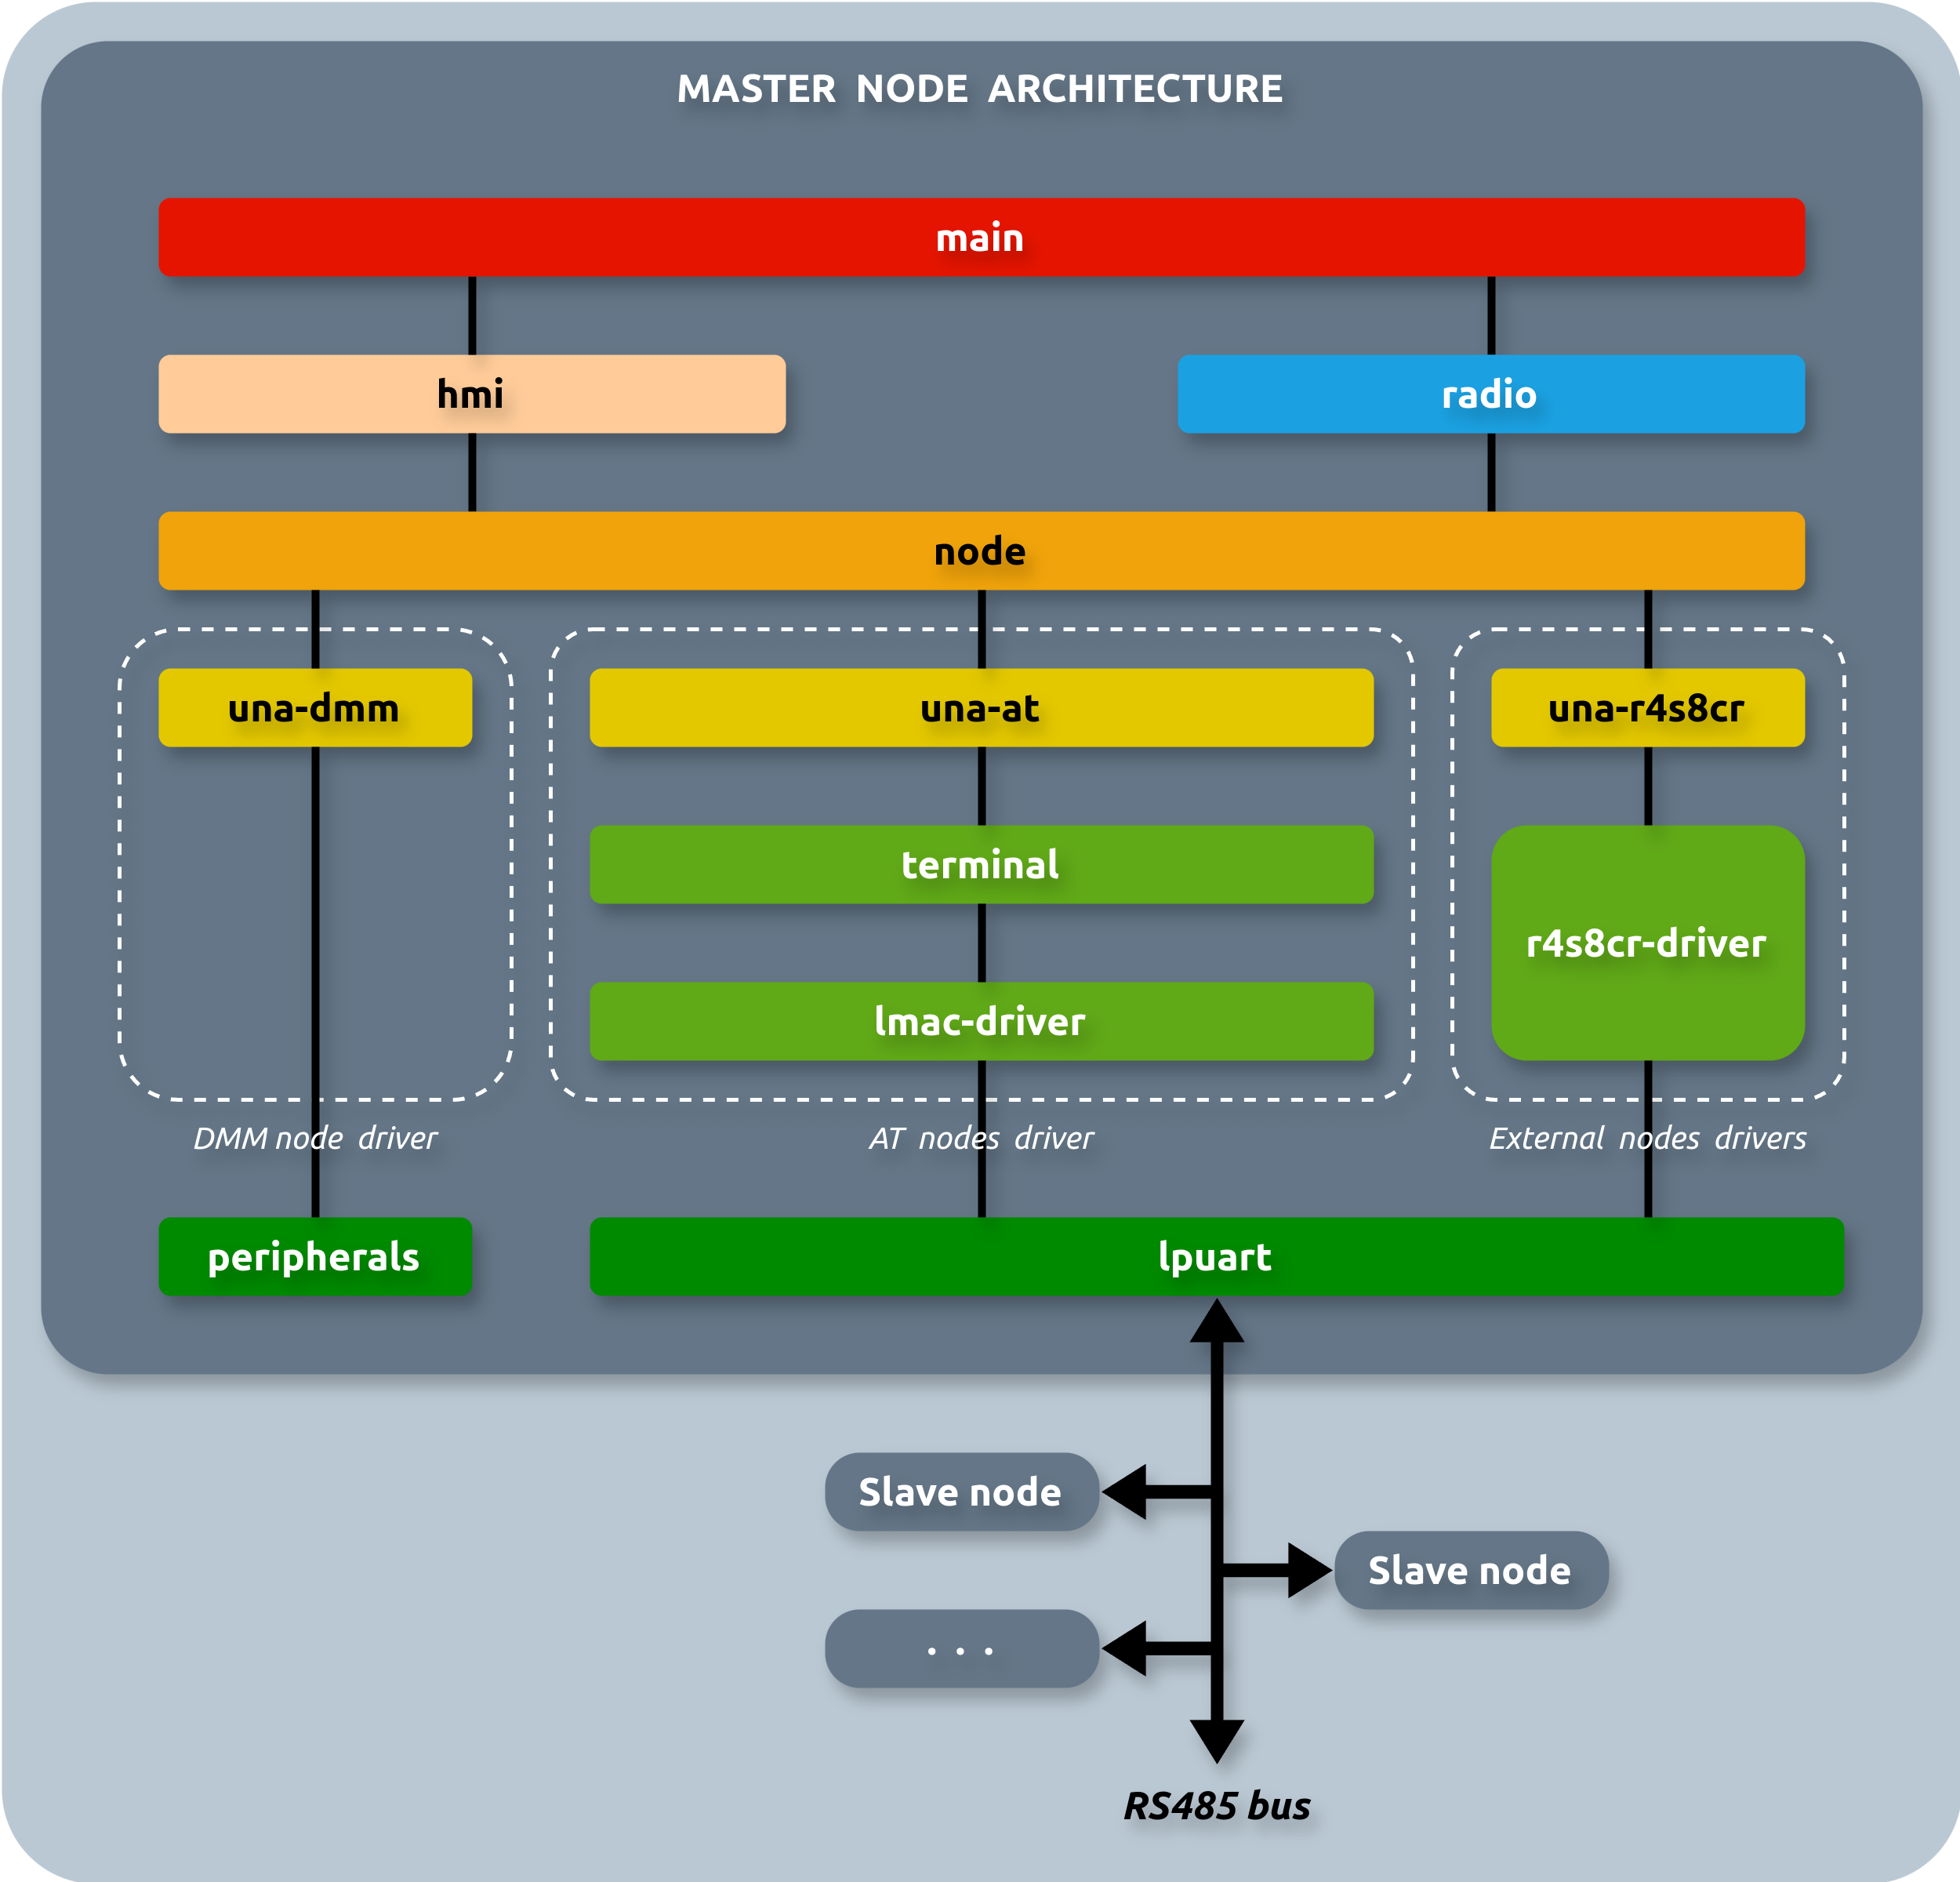 MASTER NODE ARCHITECTURE
main
hmi
radio
node
una-dmm
una-at
una-r4s8cr
terminal
r4s8cr-driver
lmac-driver
DMM node driver
AT nodes driver
External nodes drivers
peripherals
lpuart
Slave node
Slave node
. . .
RS485 bus